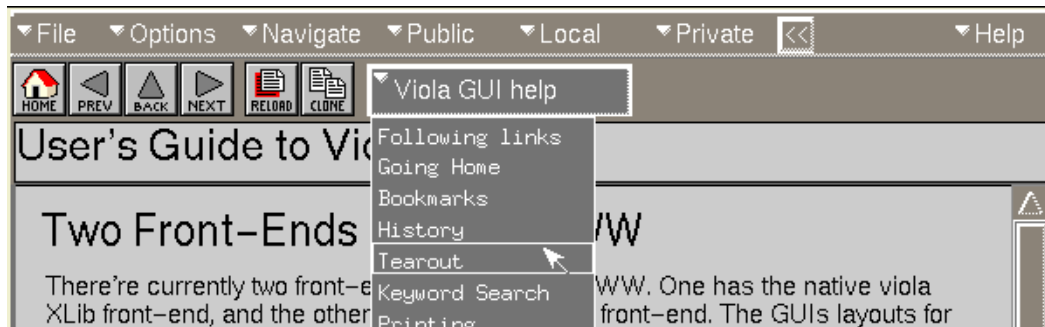 File Options Navigate Public Local Private << Help
HOME PREV BACK NEXT RELOAD CLONE Viola GUI help
User's Guide to Vio
Following links
Going Home
Bookmarks
History
Tearout
Keyword Search
Printing
Two Front-Ends WW
There're currently two front-e WW. One has the native viola
XLib front-end, and the other front-end. The GUIs layouts for